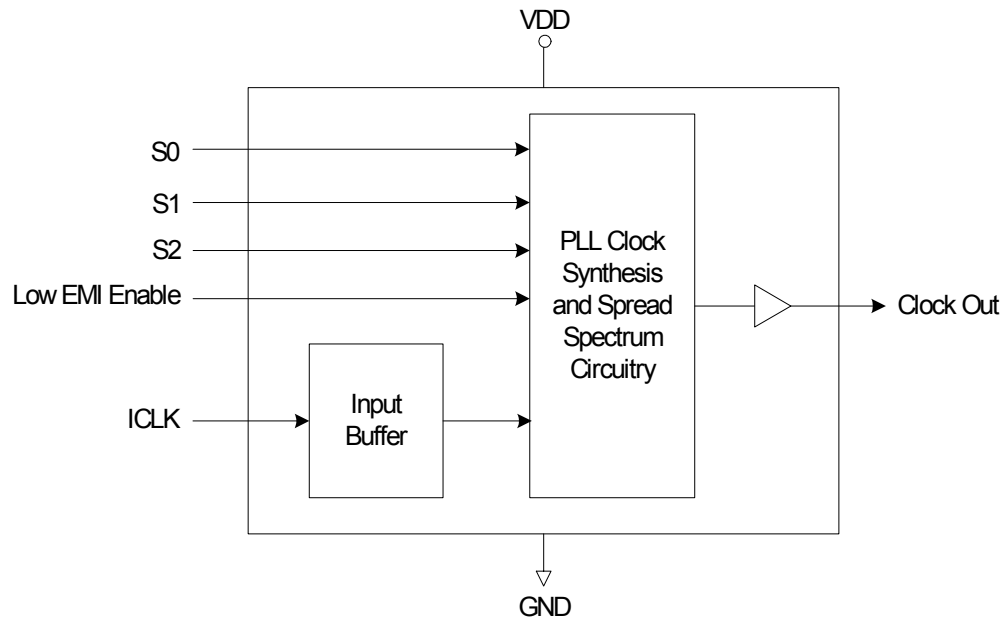 VDD
S0
S1
S2
Low EMI Enable
ICLK
Input
Buffer
PLL Clock
Synthesis
and Spread
Spectrum
Circuitry
Clock Out
GND